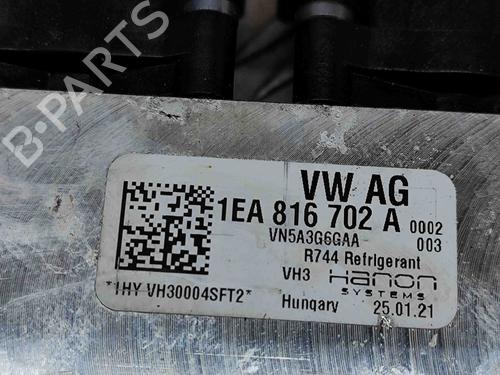 B-PARTS
VW AG
1EA 816 702 A 0002
VN5A3G6GAA 003
R744 Refrigerant
VH3 Hanon
SYSTEMS
*1HY VH30004SFT2*
Hungary 25.01.21